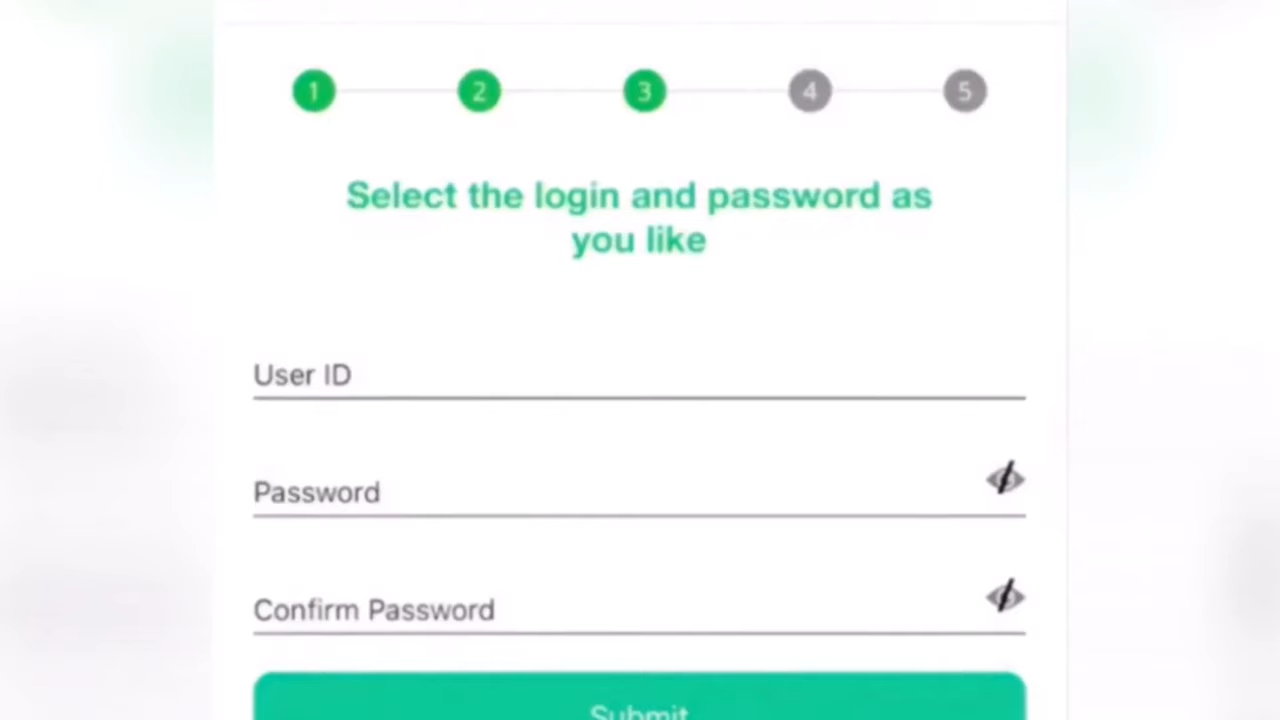 1 2 3 4 5
Select the login and password as
you like
User ID
Password
Confirm Password
Submit